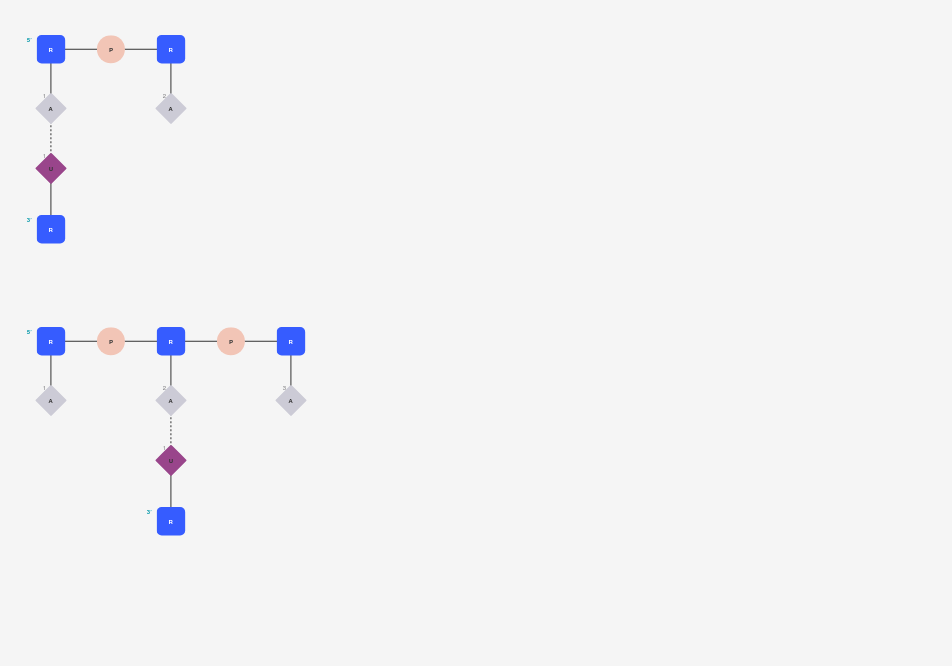 5' R P R
1 A 2 A
1 U
3' R
5' R P R P R
1 A 2 A 3 A
1 U
3' R